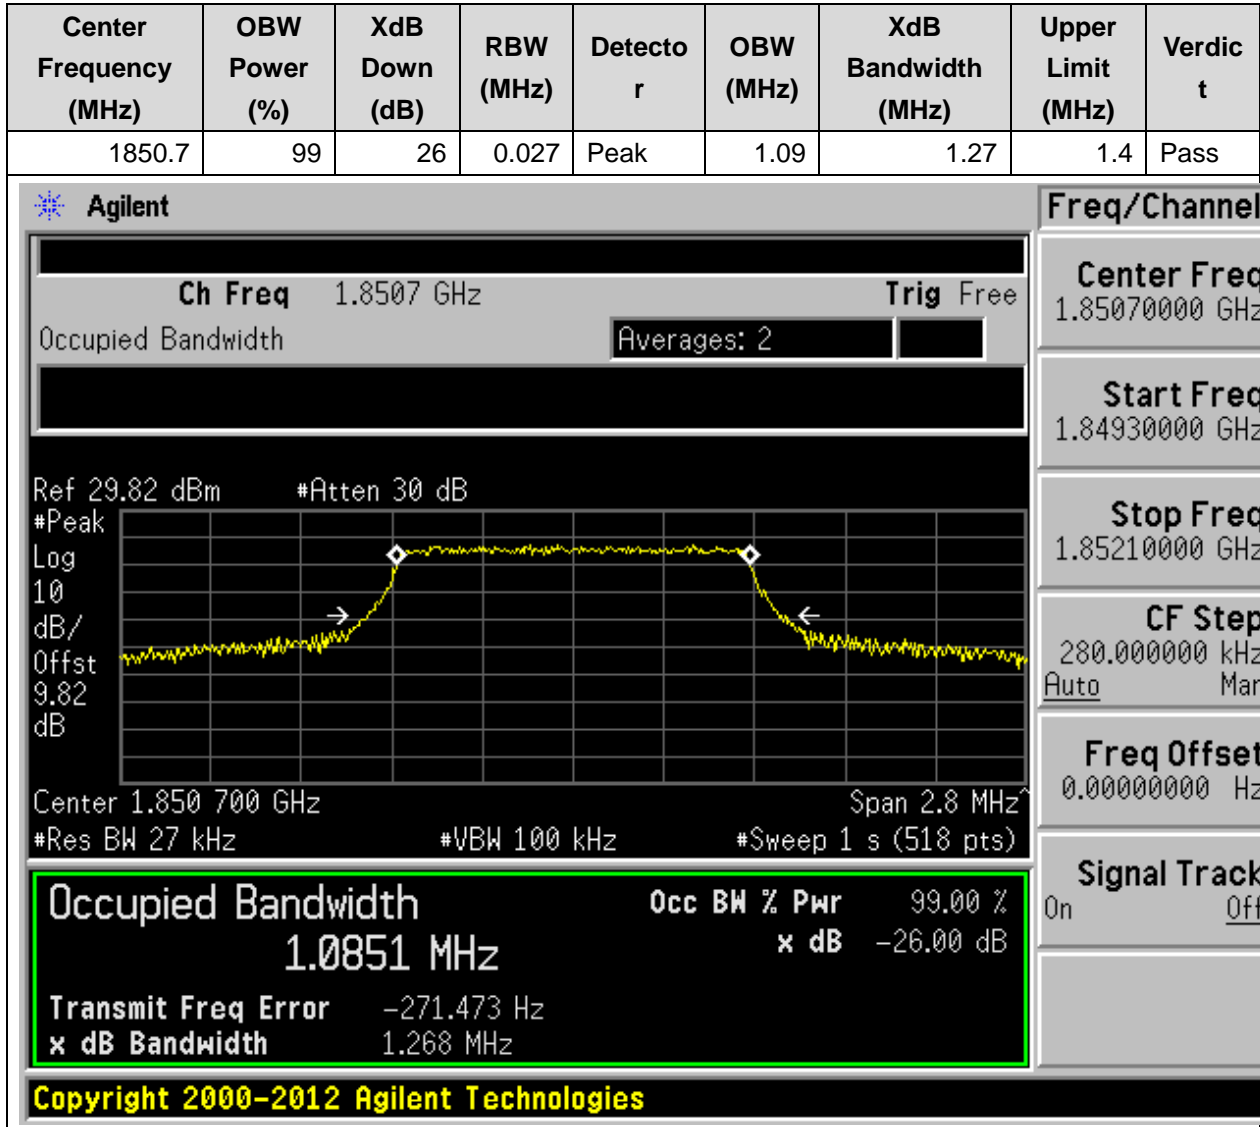 Center Frequency (MHz) OBW Power (%) XdB Down (dB) RBW (MHz) Detecto r OBW (MHz) XdB Bandwidth (MHz) Upper Limit (MHz) Verdic t
1850.7 99 26 0.027 Peak 1.09 1.27 1.4 Pass
Agilent
Freq/Channel
Ch Freq 1.8507 GHz Trig Free
Occupied Bandwidth Averages: 2
Center Freq
1.85070000 GHz
Start Freq
1.84930000 GHz
Stop Freq
1.85210000 GHz
CF Step
280.000000 kHz
Auto Man
Freq Offset
0.00000000 Hz
Signal Track
On Off
Ref 29.82 dBm #Atten 30 dB
#Peak
Log
10
dB/
Offst
9.82
dB
Center 1.850 700 GHz Span 2.8 MHz^
#Res BW 27 kHz #VBW 100 kHz #Sweep 1 s (518 pts)
Occupied Bandwidth Occ BW % Pwr 99.00 %
1.0851 MHz x dB -26.00 dB
Transmit Freq Error -271.473 Hz
x dB Bandwidth 1.268 MHz
Copyright 2000-2012 Agilent Technologies